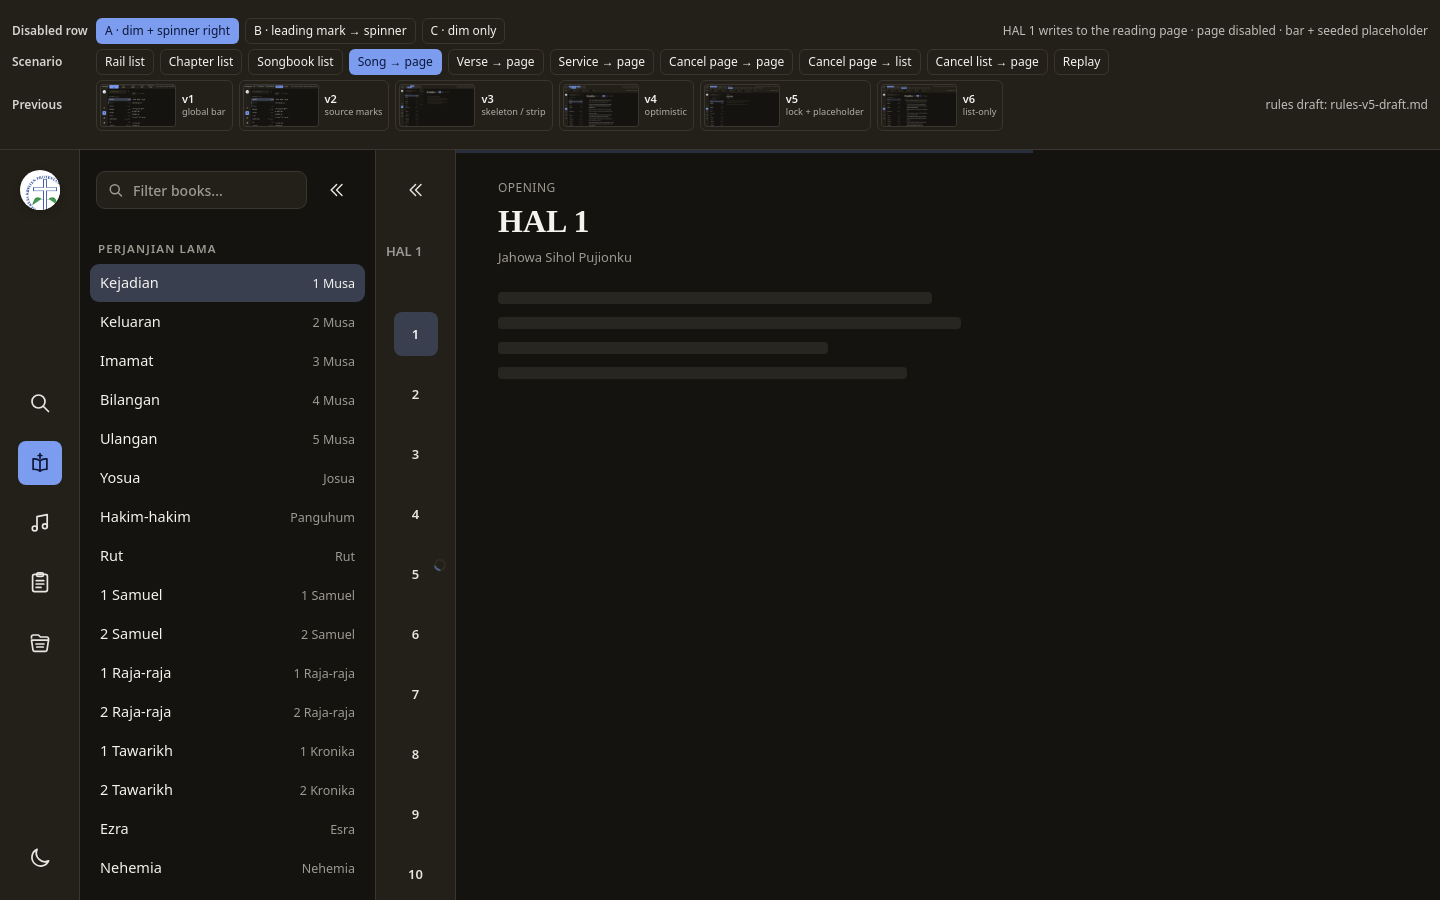 Disabled row A · dim + spinner right B · leading mark → spinner C · dim only HAL 1 writes to the reading page · page disabled · bar + seeded placeholder
Scenario Rail list Chapter list Songbook list Song → page Verse → page Service → page Cancel page → page Cancel page → list Cancel list → page Replay
Previous v1 global bar v2 source marks v3 skeleton / strip v4 optimistic v5 lock + placeholder v6 list-only rules draft: rules-v5-draft.md
Filter books...
PERJANJIAN LAMA
Kejadian 1 Musa
Keluaran 2 Musa
Imamat 3 Musa
Bilangan 4 Musa
Ulangan 5 Musa
Yosua Josua
Hakim-hakim Panguhum
Rut Rut
1 Samuel 1 Samuel
2 Samuel 2 Samuel
1 Raja-raja 1 Raja-raja
2 Raja-raja 2 Raja-raja
1 Tawarikh 1 Kronika
2 Tawarikh 2 Kronika
Ezra Esra
Nehemia Nehemia
HAL 1
1
2
3
4
5
6
7
8
9
10
OPENING
HAL 1
Jahowa Sihol Pujionku